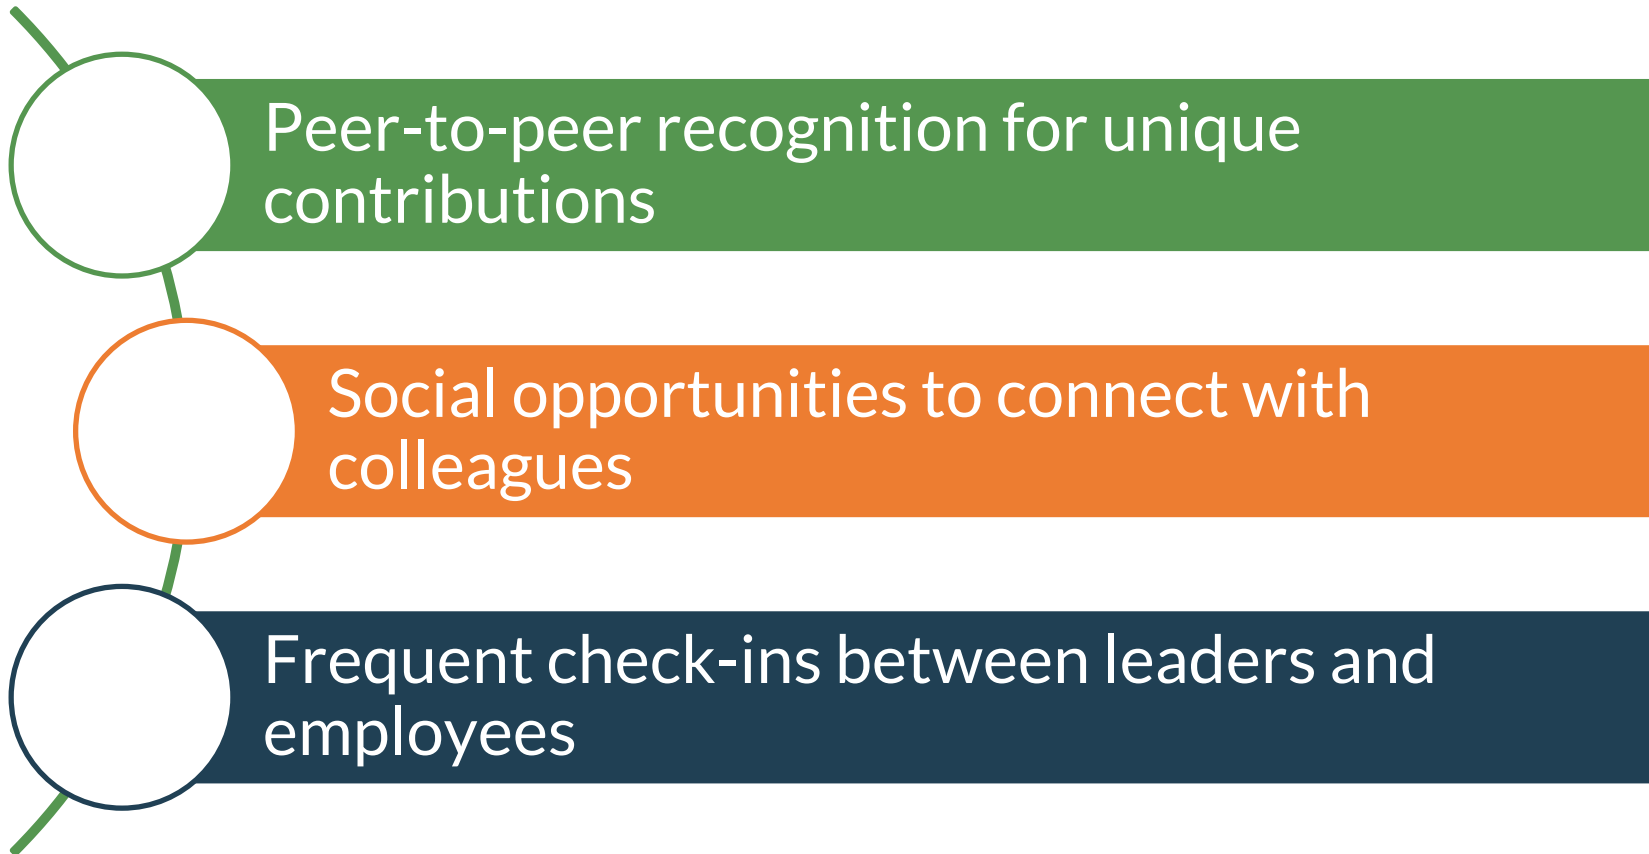 Peer-to-peer recognition for unique
contributions
Social opportunities to connect with
colleagues
Frequent check-ins between leaders and
employees